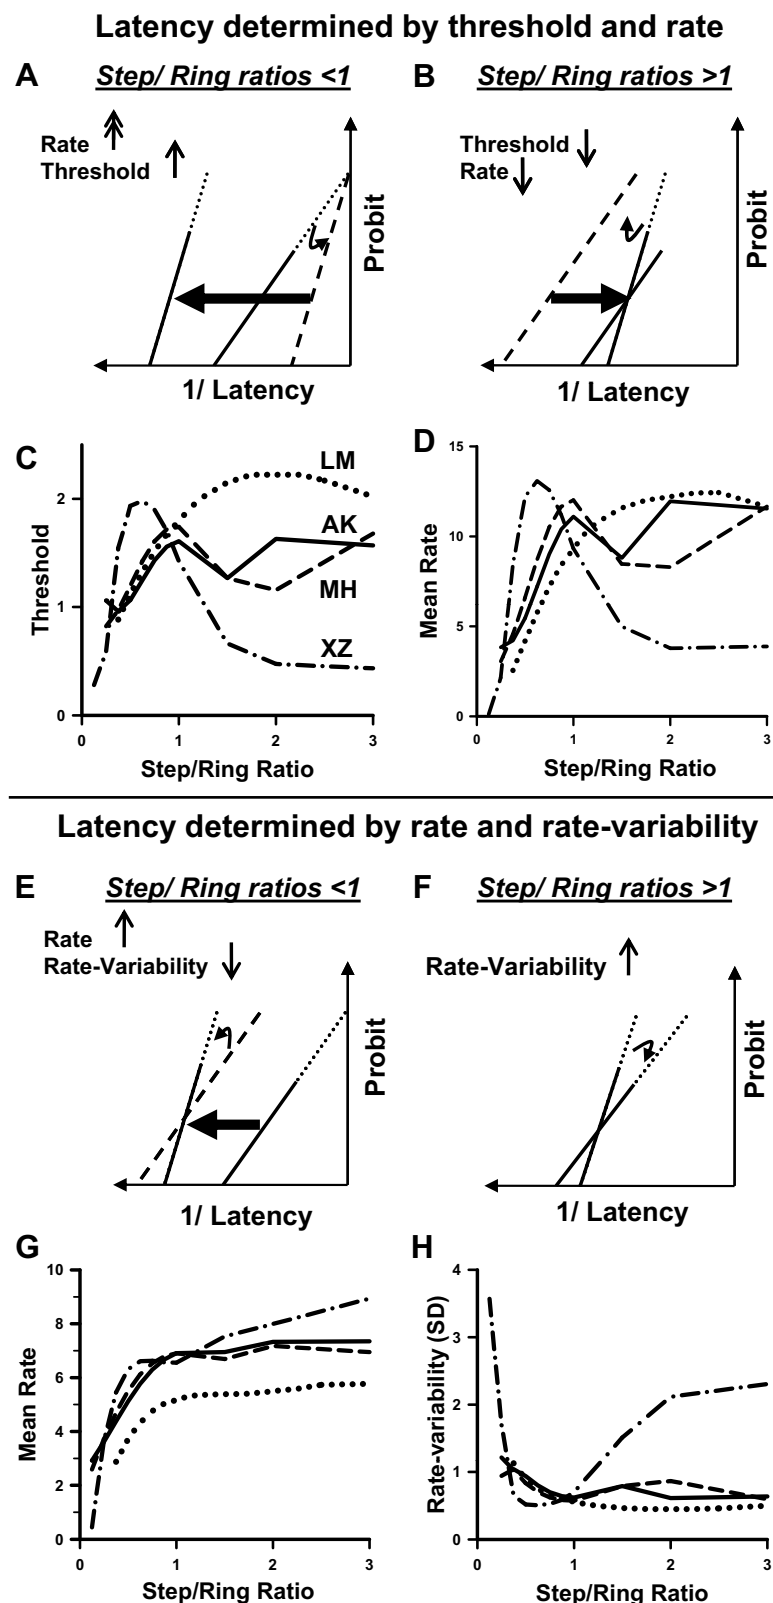 Latency determined by threshold and rate
A Step/ Ring ratios <1
B Step/ Ring ratios >1
Rate
Threshold
Probit
1/ Latency
Threshold
Rate
Probit
1/ Latency
C
Threshold
2
1
0
0 1 2 3
Step/Ring Ratio
LM
AK
MH
XZ
D
Mean Rate
15
10
5
0
0 1 2 3
Step/Ring Ratio
Latency determined by rate and rate-variability
E Step/ Ring ratios <1
F Step/ Ring ratios >1
Rate
Rate-Variability
Probit
1/ Latency
Rate-Variability
Probit
1/ Latency
G
Mean Rate
10
8
6
4
2
0
0 1 2 3
Step/Ring Ratio
H
Rate-variability (SD)
4
3
2
1
0
0 1 2 3
Step/Ring Ratio